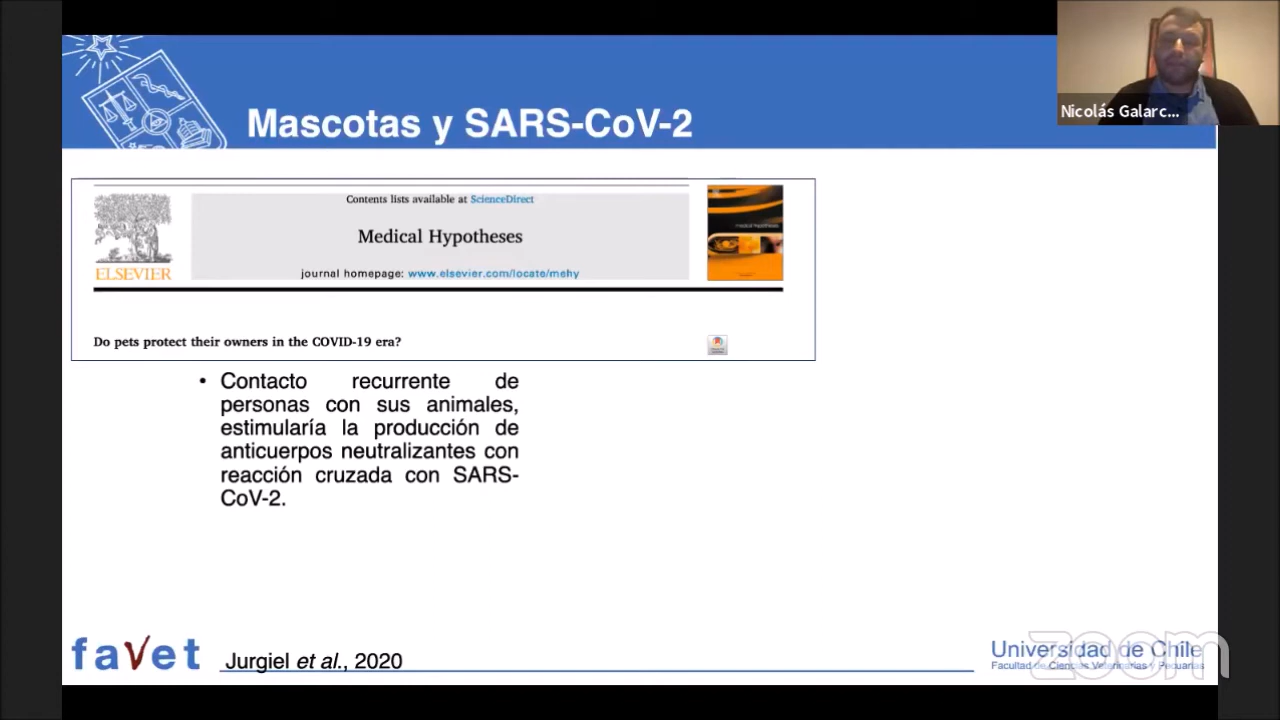 Mascotas y SARS-CoV-2
Nicolás Galarc...
Contents lists available at ScienceDirect
Medical Hypotheses
journal homepage: www.elsevier.com/locate/mehy
ELSEVIER
medical hypotheses
Do pets protect their owners in the COVID-19 era?
• Contacto recurrente de
personas con sus animales,
estimularía la producción de
anticuerpos neutralizantes con
reacción cruzada con SARS-
CoV-2.
favet
Jurgiel et al., 2020
Universidad de Chile
Facultad de Ciencias Veterinarias y Pecuarias
zoom